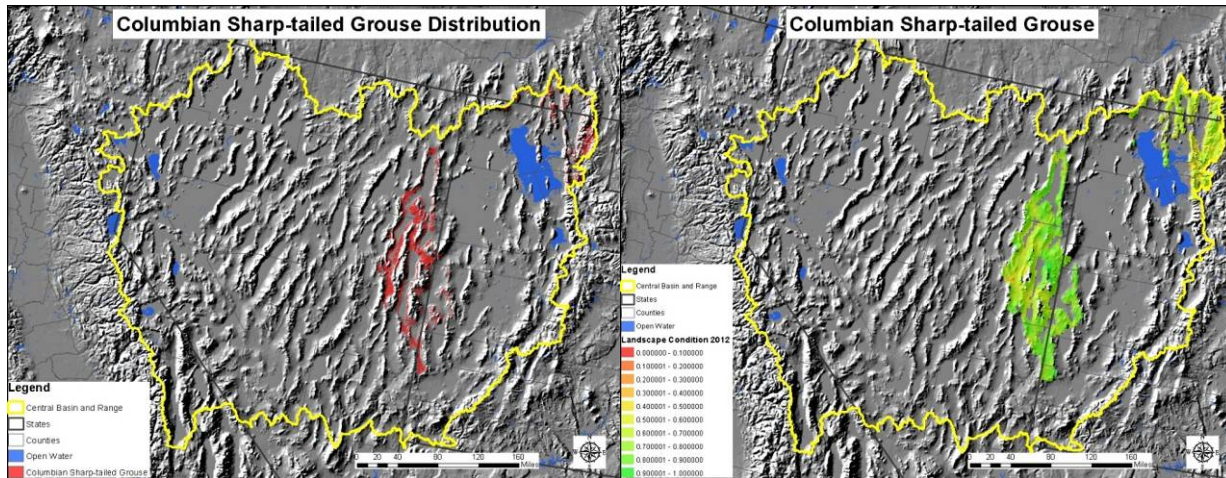 Columbian Sharp-tailed Grouse Distribution
Legend
Central Basin and Range
States
Counties
Open Water
Columbian Sharp-tailed Grouse
0 20 40 80 120 160
Miles
Columbian Sharp-tailed Grouse
Legend
Central Basin and Range
States
Counties
Open Water
Landscape Condition 2012
0.000000 - 0.100000
0.100001 - 0.200000
0.200001 - 0.300000
0.300001 - 0.400000
0.400001 - 0.500000
0.500001 - 0.600000
0.600001 - 0.700000
0.700001 - 0.800000
0.800001 - 0.900000
0.900001 - 1.000000
0 20 40 80 120 160
Miles